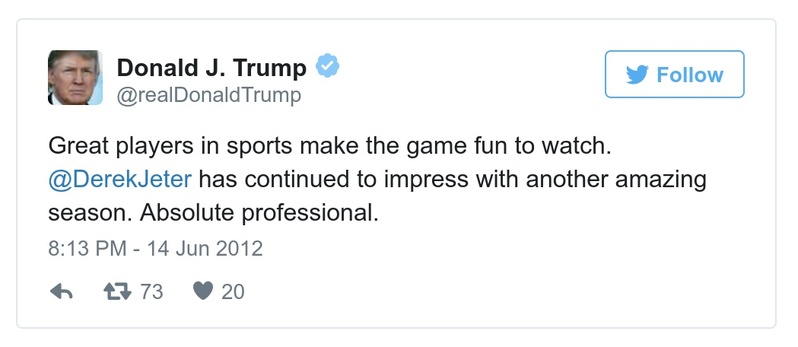 Donald J. Trump
@realDonaldTrump
Follow
Great players in sports make the game fun to watch.
@DerekJeter has continued to impress with another amazing
season. Absolute professional.
8:13 PM - 14 Jun 2012
73 20